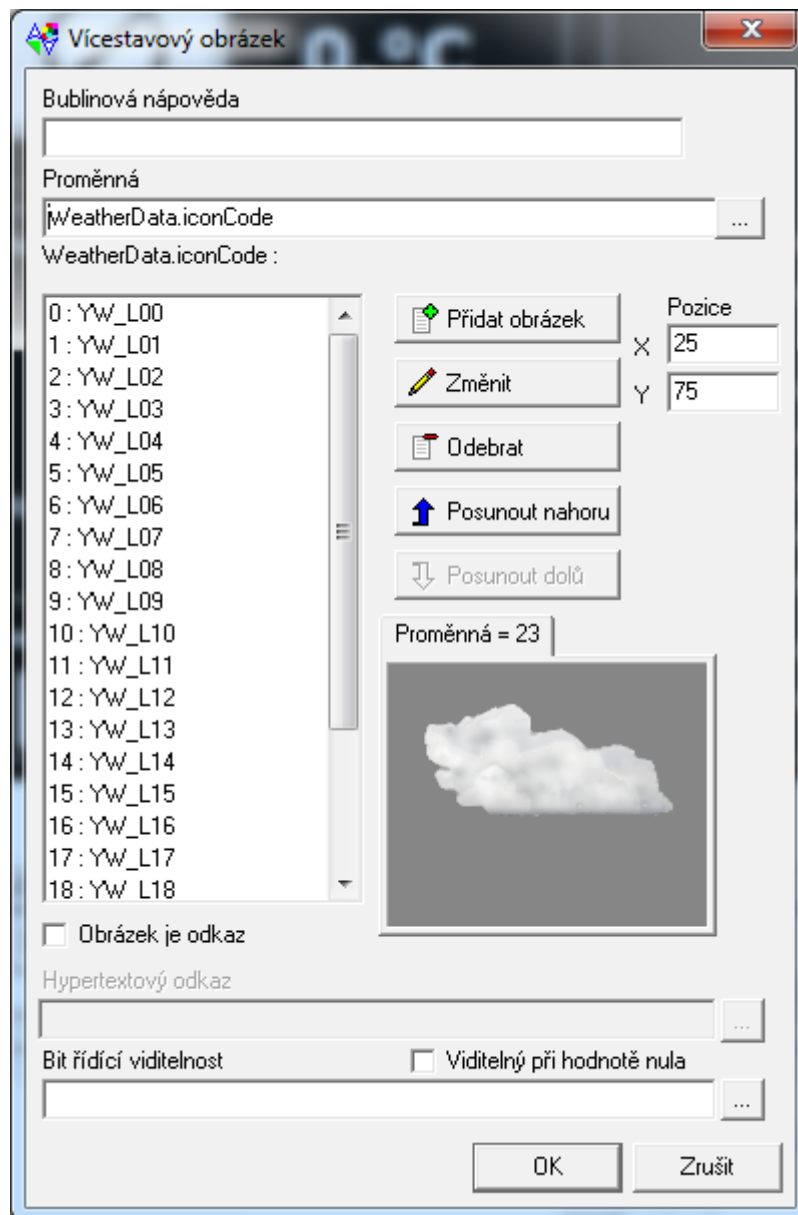 Vícestavový obrázek
Bublinová nápověda
Proměnná
WeatherData.iconCode
...
WeatherData.iconCode :
0 : YW_L00
1 : YW_L01
2 : YW_L02
3 : YW_L03
4 : YW_L04
5 : YW_L05
6 : YW_L06
7 : YW_L07
8 : YW_L08
9 : YW_L09
10 : YW_L10
11 : YW_L11
12 : YW_L12
13 : YW_L13
14 : YW_L14
15 : YW_L15
16 : YW_L16
17 : YW_L17
18 : YW_L18
Přidat obrázek
Změnit
Odebrat
Posunout nahoru
Posunout dolů
Pozice
X 25
Y 75
Proměnná = 23
Obrázek je odkaz
Hypertextový odkaz
...
Bit řídící viditelnost
Viditelný při hodnotě nula
...
OK
Zrušit